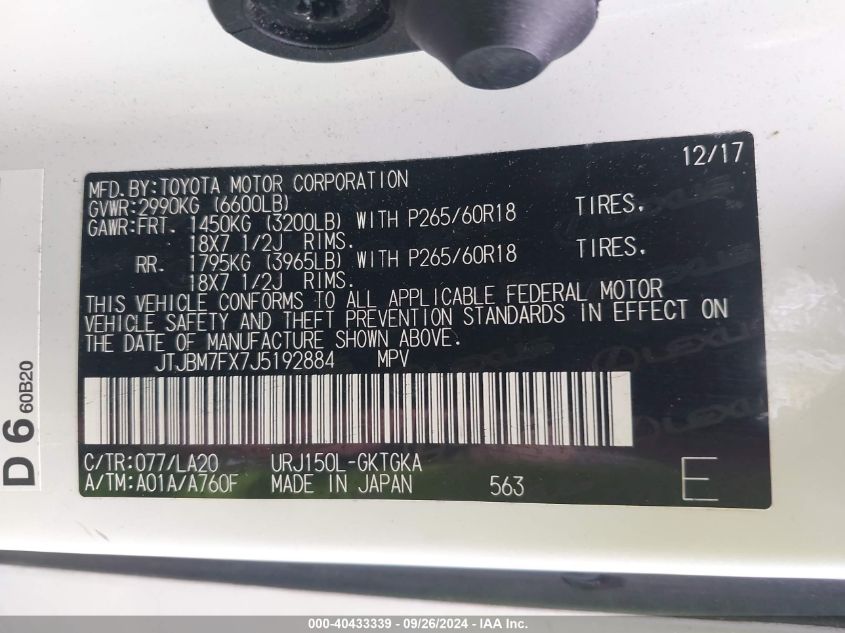 12/17
MFD.BY:TOYOTA MOTOR CORPORATION
GVWR:2990KG (6600LB)
GAWR:FRT. 1450KG (3200LB) WITH P265/60R18 TIRES.
18X7 1/2J RIMS.
RR. 1795KG (3965LB) WITH P265/60R18 TIRES.
18X7 1/2J RIMS.
THIS VEHICLE CONFORMS TO ALL APPLICABLE FEDERAL MOTOR
VEHICLE SAFETY AND THEFT PREVENTION STANDARDS IN EFFECT ON
THE DATE OF MANUFACTURE SHOWN ABOVE.
JTJBM7FX7J5192884 MPV
C/TR:077/LA20 URJ150L-GKTGKA
A/TM:A01A/A760F MADE IN JAPAN 563 E
LEXUS
LEXUS
D 6 60B20
000-40433339 - 09/26/2024 - IAA Inc.